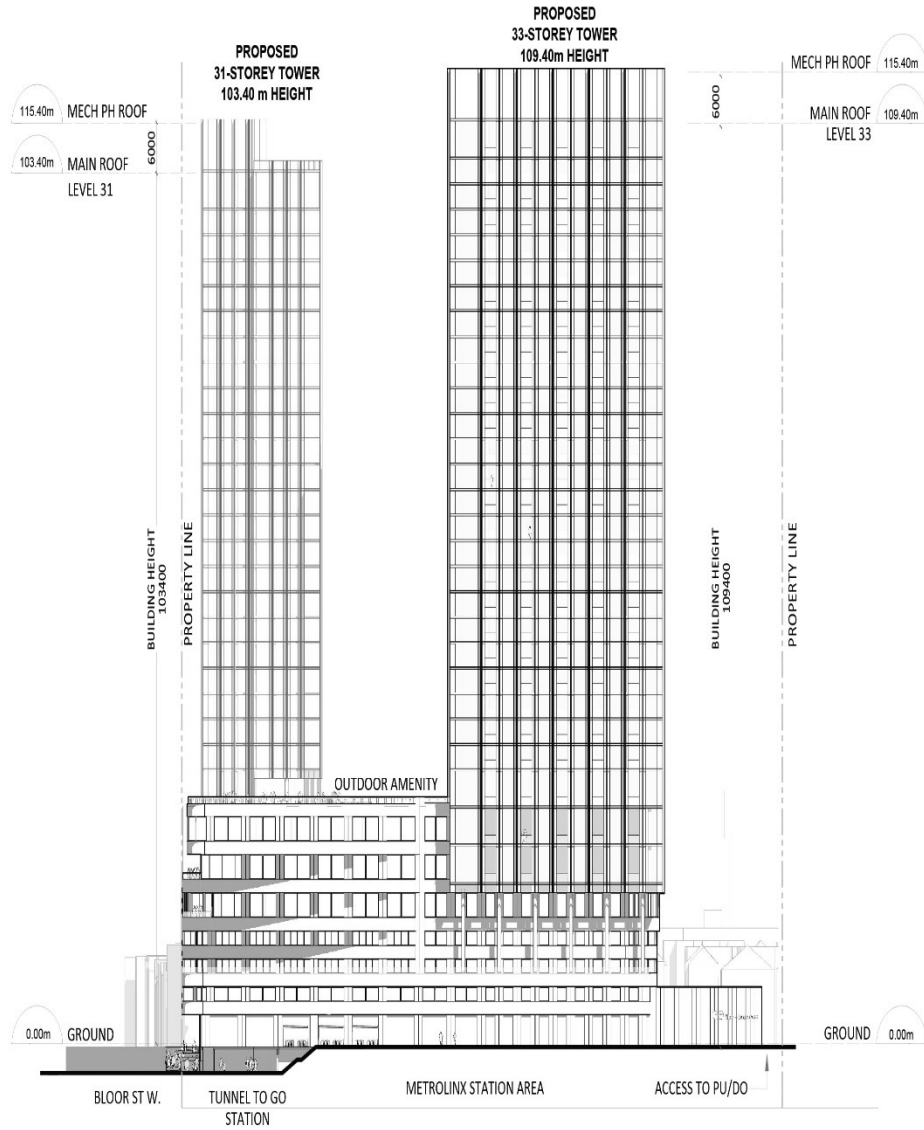 PROPOSED
33-STOREY TOWER
109.40m HEIGHT
PROPOSED
31-STOREY TOWER
103.40 m HEIGHT
MECH PH ROOF 115.40m
115.40m MECH PH ROOF
6000
MAIN ROOF 109.40m
LEVEL 33
103.40m MAIN ROOF
6000
LEVEL 31
BUILDING HEIGHT
103400
PROPERTY LINE
BUILDING HEIGHT
109400
PROPERTY LINE
OUTDOOR AMENITY
0.00m GROUND
GROUND 0.00m
BLOOR ST W.
TUNNEL TO GO
STATION
METROLINX STATION AREA
ACCESS TO PU/DO